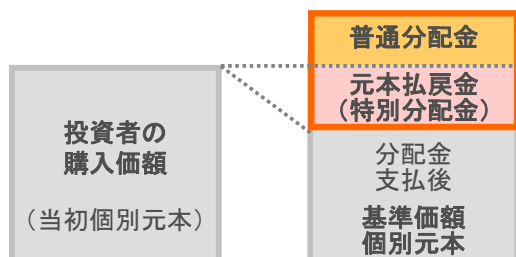 普通分配金
元本払戻金
（特別分配金）
投資者の
購入価額
（当初個別元本）
分配金
支払後
基準価額
個別元本